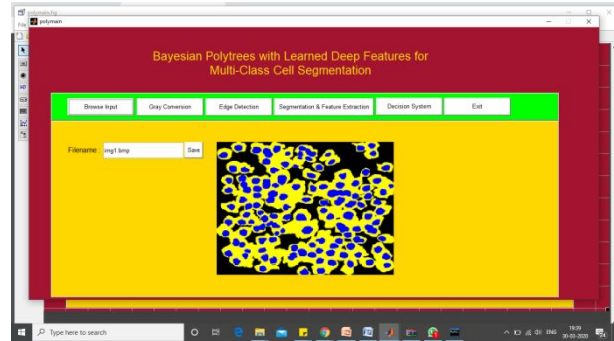 polymain.fig
polymain
File
Bayesian Polytrees with Learned Deep Features for
Multi-Class Cell Segmentation
Browse Input
Gray Conversion
Edge Detection
Segmentation & Feature Extraction
Decision System
Exit
Filename
img1.bmp
Save
Type here to search
ENG
19:39
30-03-2020